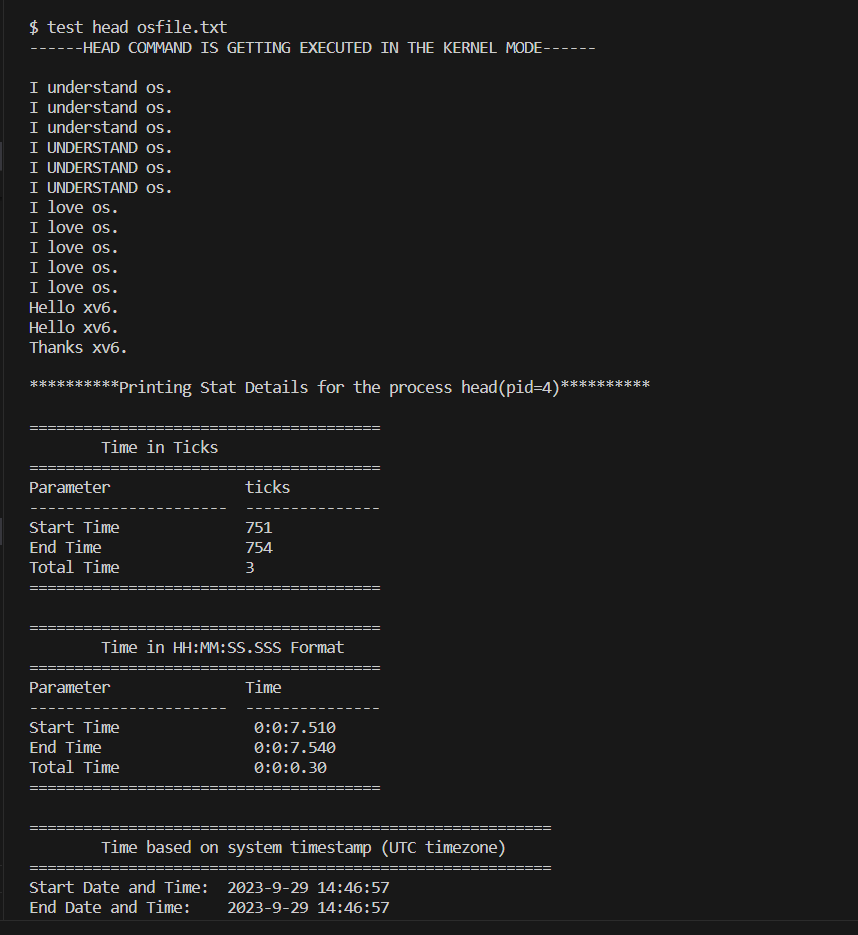 $ test head osfile.txt
------HEAD COMMAND IS GETTING EXECUTED IN THE KERNEL MODE------
I understand os.
I understand os.
I understand os.
I UNDERSTAND os.
I UNDERSTAND os.
I UNDERSTAND os.
I love os.
I love os.
I love os.
I love os.
I love os.
Hello xv6.
Hello xv6.
Thanks xv6.
**********Printing Stat Details for the process head(pid=4)**********
=======================================
Time in Ticks
=======================================
Parameter               ticks
----------------------  ---------------
Start Time              751
End Time                754
Total Time              3
=======================================
=======================================
Time in HH:MM:SS.SSS Format
=======================================
Parameter               Time
----------------------  ---------------
Start Time               0:0:7.510
End Time                 0:0:7.540
Total Time               0:0:0.30
=======================================
==========================================================
Time based on system timestamp (UTC timezone)
==========================================================
Start Date and Time:  2023-9-29 14:46:57
End Date and Time:    2023-9-29 14:46:57